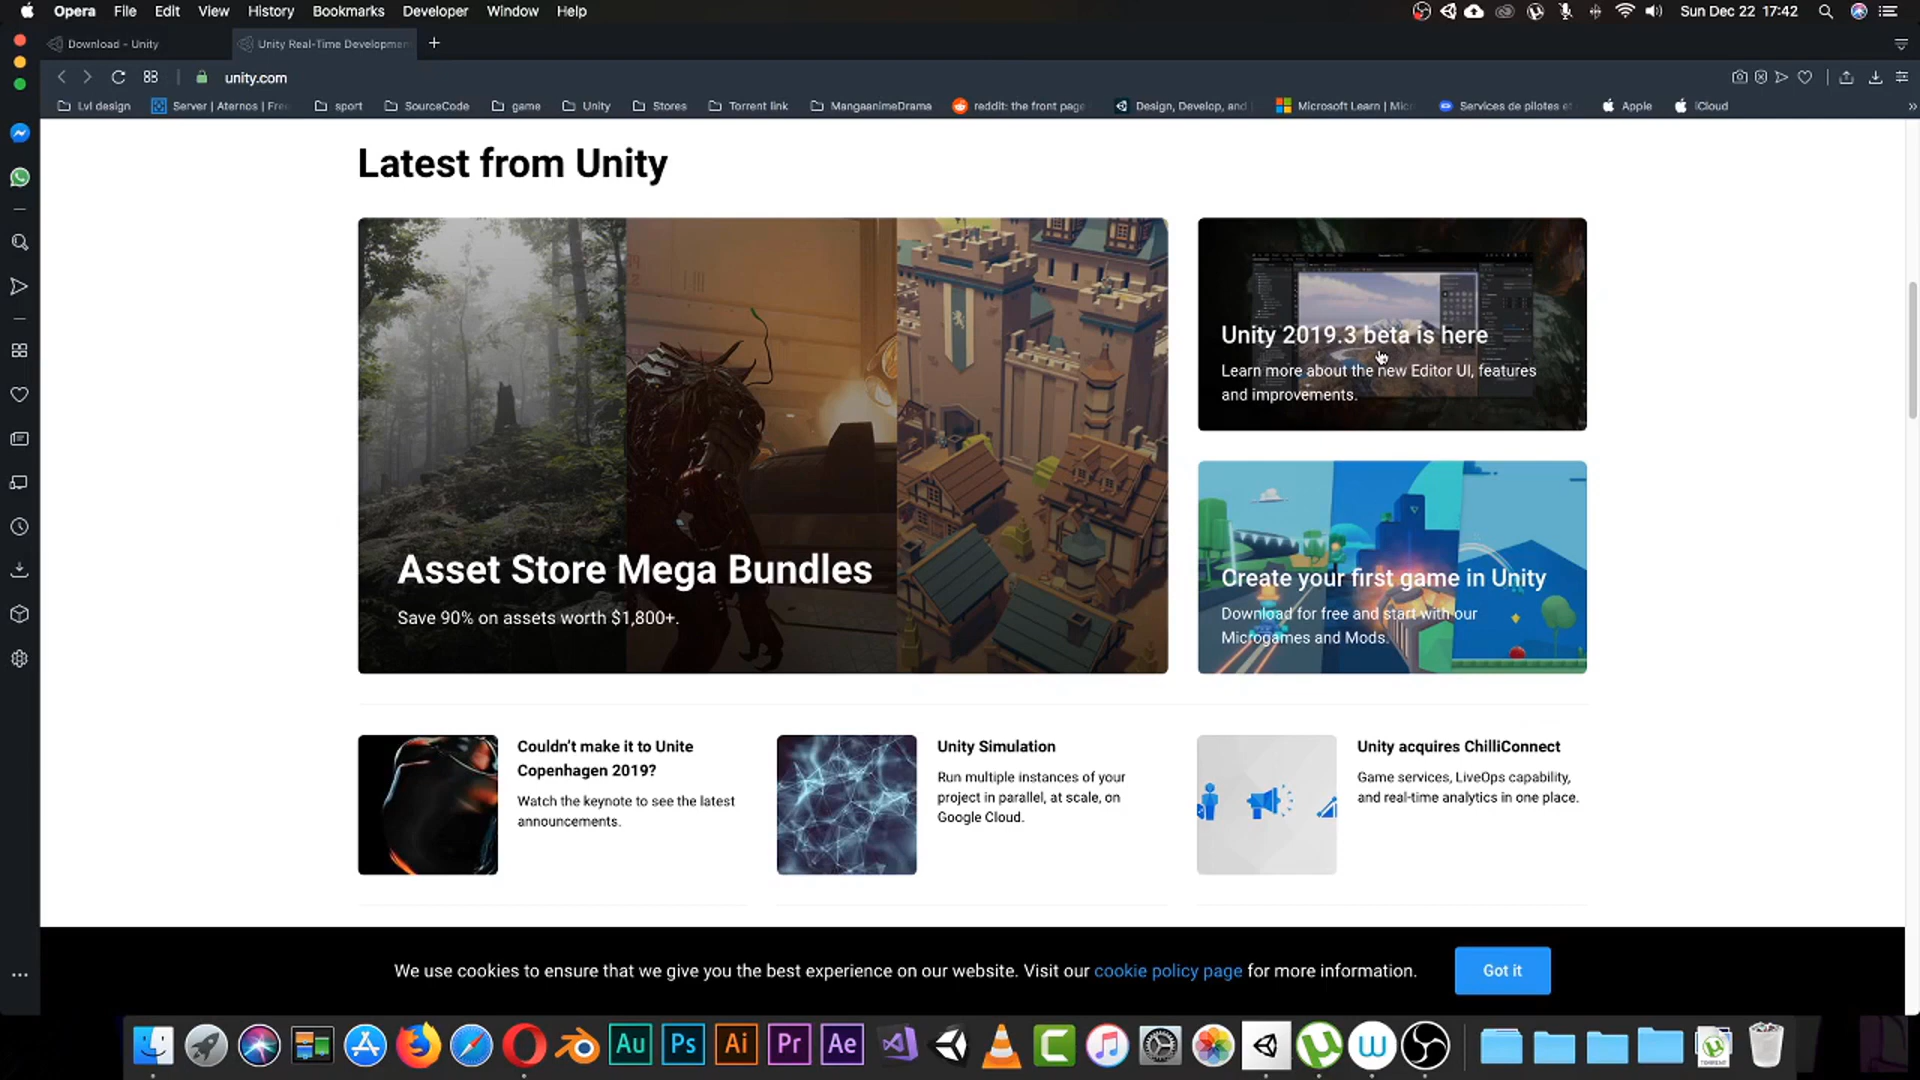 Opera File Edit View History Bookmarks Developer Window Help
Sun Dec 22 17:42
Download - Unity
Unity Real-Time Developmen
unity.com
Lvl design
Server | Aternos | Fre
sport
SourceCode
game
Unity
Stores
Torrent link
MangaanimeDrama
reddit: the front page
Design, Develop, and
Microsoft Learn | Mic
Services de pilotes et
Apple
iCloud
Latest from Unity
Asset Store Mega Bundles
Save 90% on assets worth $1,800+.
Unity 2019.3 beta is here
Learn more about the new Editor UI, features
and improvements.
Create your first game in Unity
Download for free and start with our
Microgames and Mods.
Couldn't make it to Unite
Copenhagen 2019?
Watch the keynote to see the latest
announcements.
Unity Simulation
Run multiple instances of your
project in parallel, at scale, on
Google Cloud.
Unity acquires ChilliConnect
Game services, LiveOps capability,
and real-time analytics in one place.
We use cookies to ensure that we give you the best experience on our website. Visit our cookie policy page for more information.
Got it
Au
Ps
Ai
Pr
Ae